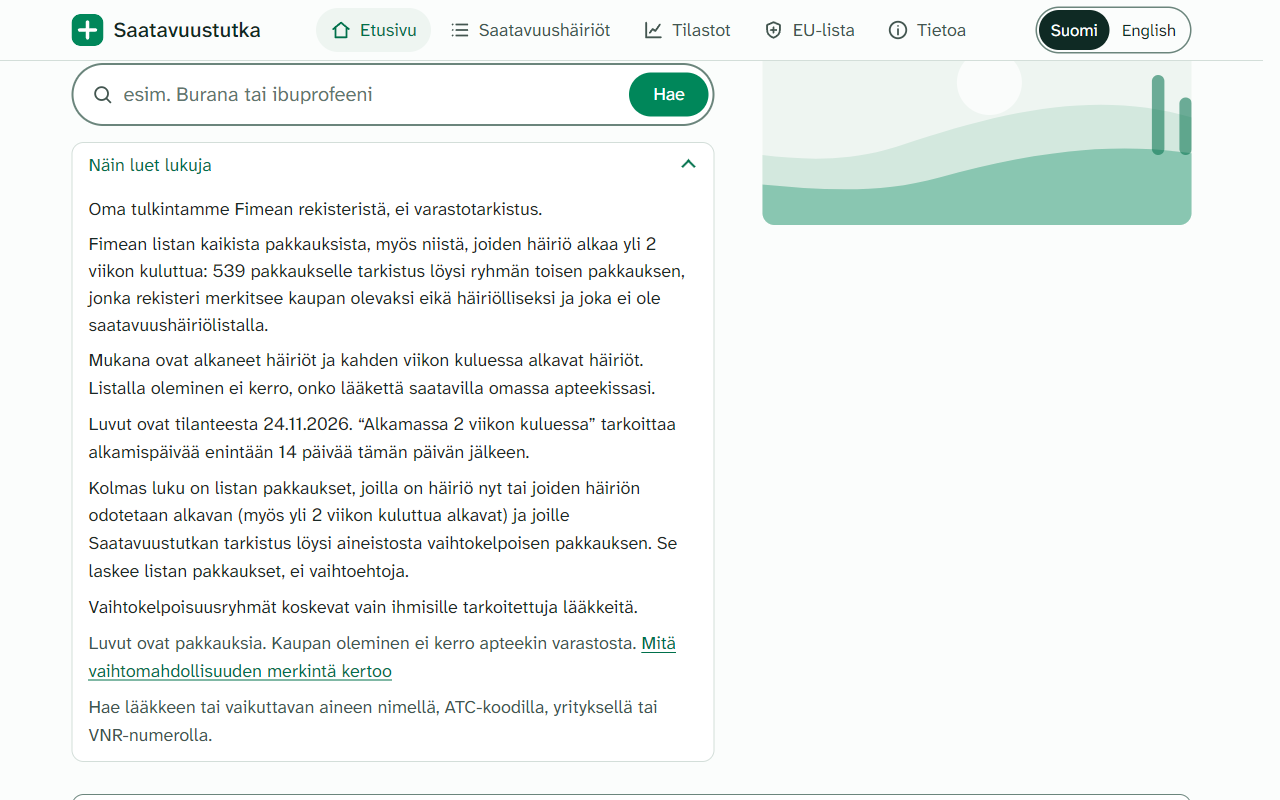 Saatavuustutka
Etusivu
Saatavuushäiriöt
Tilastot
EU-lista
Tietoa
Suomi
English
esim. Burana tai ibuprofeeni
Hae
Näin luet lukuja
Oma tulkintamme Fimean rekisteristä, ei varastotarkistus.
Fimean listan kaikista pakkauksista, myös niistä, joiden häiriö alkaa yli 2
viikon kuluttua: 539 pakkaukselle tarkistus löysi ryhmän toisen pakkauksen,
jonka rekisteri merkitsee kaupan olevaksi eikä häiriölliseksi ja joka ei ole
saatavuushäiriölistalla.
Mukana ovat alkaneet häiriöt ja kahden viikon kuluessa alkavat häiriöt.
Listalla oleminen ei kerro, onko lääkettä saatavilla omassa apteekissasi.
Luvut ovat tilanteesta 24.11.2026. “Alkamassa 2 viikon kuluessa” tarkoittaa
alkamispäivää enintään 14 päivää tämän päivän jälkeen.
Kolmas luku on listan pakkaukset, joilla on häiriö nyt tai joiden häiriön
odotetaan alkavan (myös yli 2 viikon kuluttua alkavat) ja joille
Saatavuustutkan tarkistus löysi aineistosta vaihtokelpoisen pakkauksen. Se
laskee listan pakkaukset, ei vaihtoehtoja.
Vaihtokelpoisuusryhmät koskevat vain ihmisille tarkoitettuja lääkkeitä.
Luvut ovat pakkauksia. Kaupan oleminen ei kerro apteekin varastosta. Mitä
vaihtomahdollisuuden merkintä kertoo
Hae lääkkeen tai vaikuttavan aineen nimellä, ATC-koodilla, yrityksellä tai
VNR-numerolla.